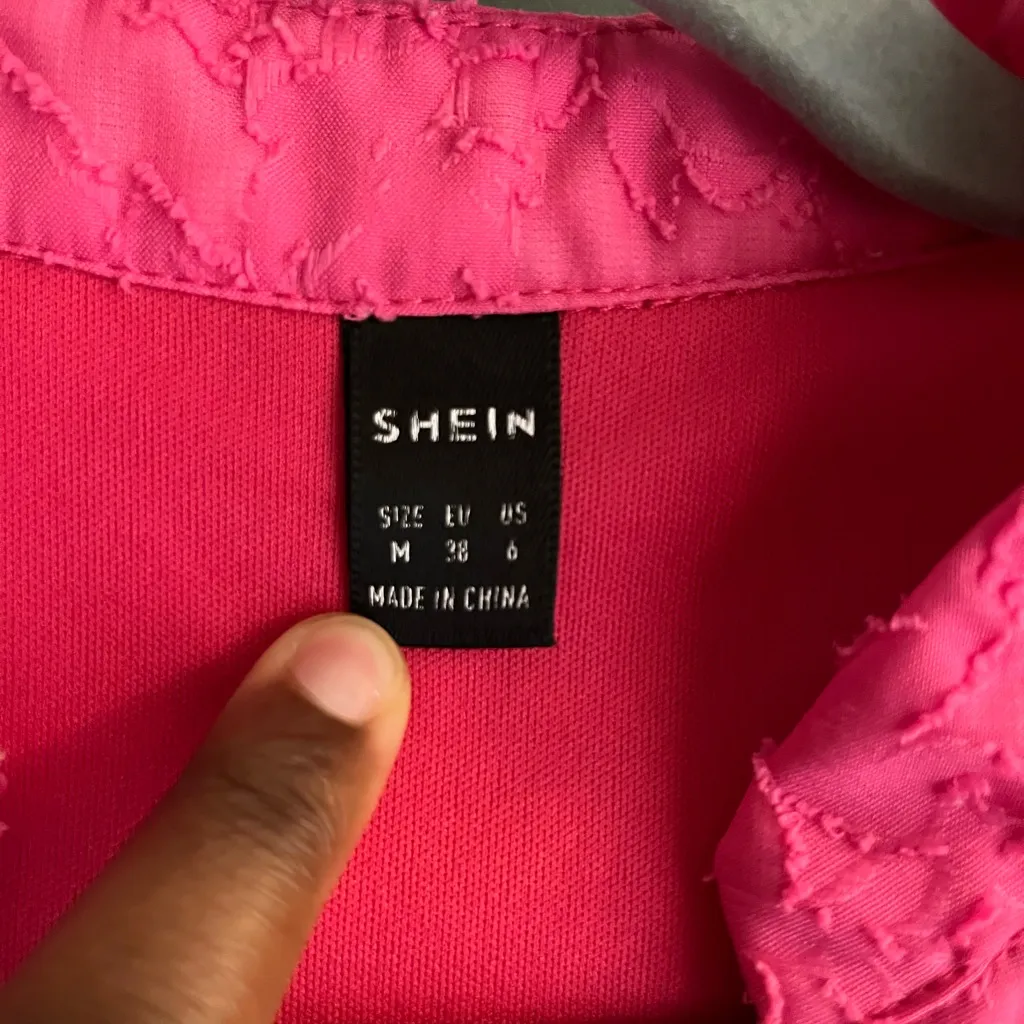 SHEIN
SIZE EU US
M 38 6
MADE IN CHINA